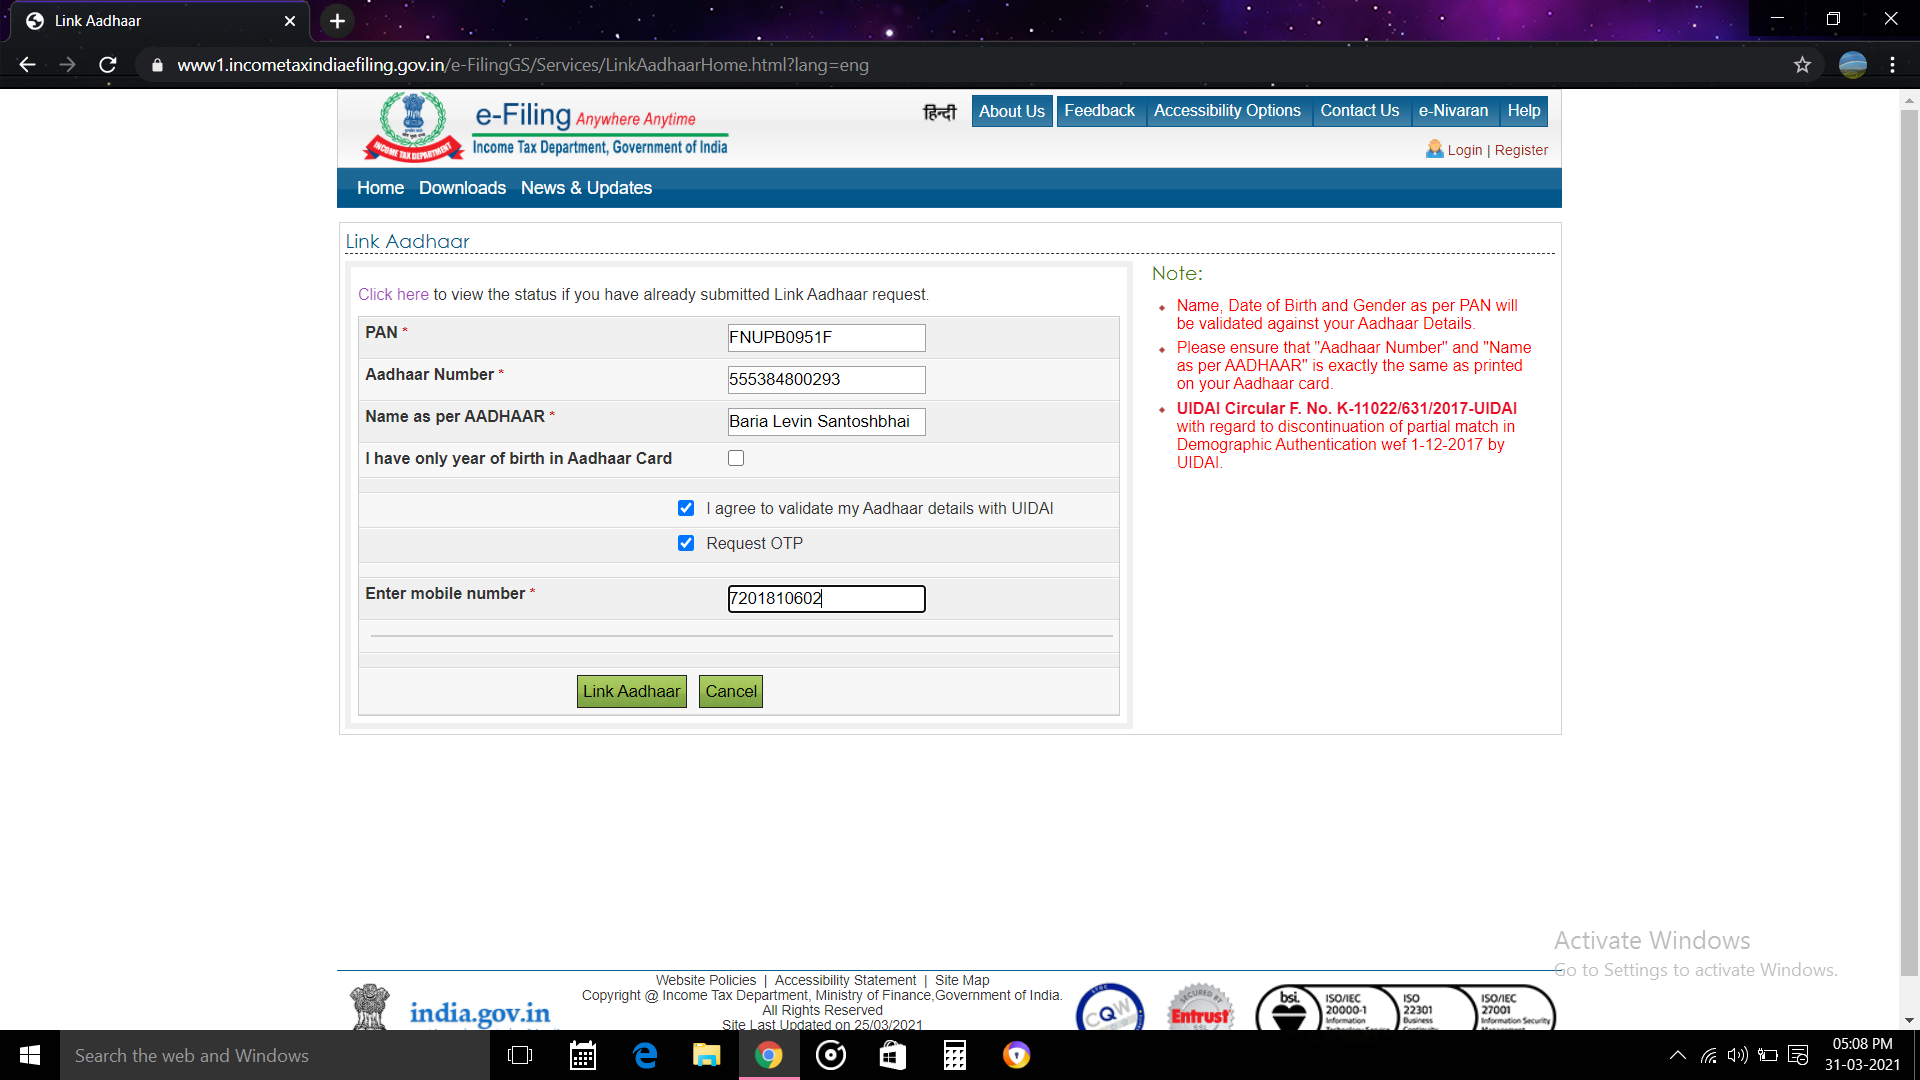 Link Aadhaar
www1.incometaxindiaefiling.gov.in/e-FilingGS/Services/LinkAadhaarHome.html?lang=eng
INCOME TAX DEPARTMENT
e-Filing Anywhere Anytime
Income Tax Department, Government of India
हिन्दी About Us Feedback Accessibility Options Contact Us e-Nivaran Help
Login | Register
Home Downloads News & Updates
Link Aadhaar
Click here to view the status if you have already submitted Link Aadhaar request.
PAN * FNUPB0951F
Aadhaar Number * 555384800293
Name as per AADHAAR * Baria Levin Santoshbhai
I have only year of birth in Aadhaar Card
I agree to validate my Aadhaar details with UIDAI
Request OTP
Enter mobile number * 7201810602
Link Aadhaar Cancel
Note:
Name, Date of Birth and Gender as per PAN will
be validated against your Aadhaar Details.
Please ensure that "Aadhaar Number" and "Name
as per AADHAAR" is exactly the same as printed
on your Aadhaar card.
UIDAI Circular F. No. K-11022/631/2017-UIDAI
with regard to discontinuation of partial match in
Demographic Authentication wef 1-12-2017 by
UIDAI.
Activate Windows
Go to Settings to activate Windows.
Website Policies | Accessibility Statement | Site Map
Copyright @ Income Tax Department, Ministry of Finance,Government of India.
All Rights Reserved
Site Last Updated on 25/03/2021
india.gov.in
CQW
SECURED BY
Entrust
SSL
bsi.
ISO/IEC
20000-1
Information
ISO
22301
Business
ISO/IEC
27001
Information Security
Search the web and Windows
05:08 PM
31-03-2021